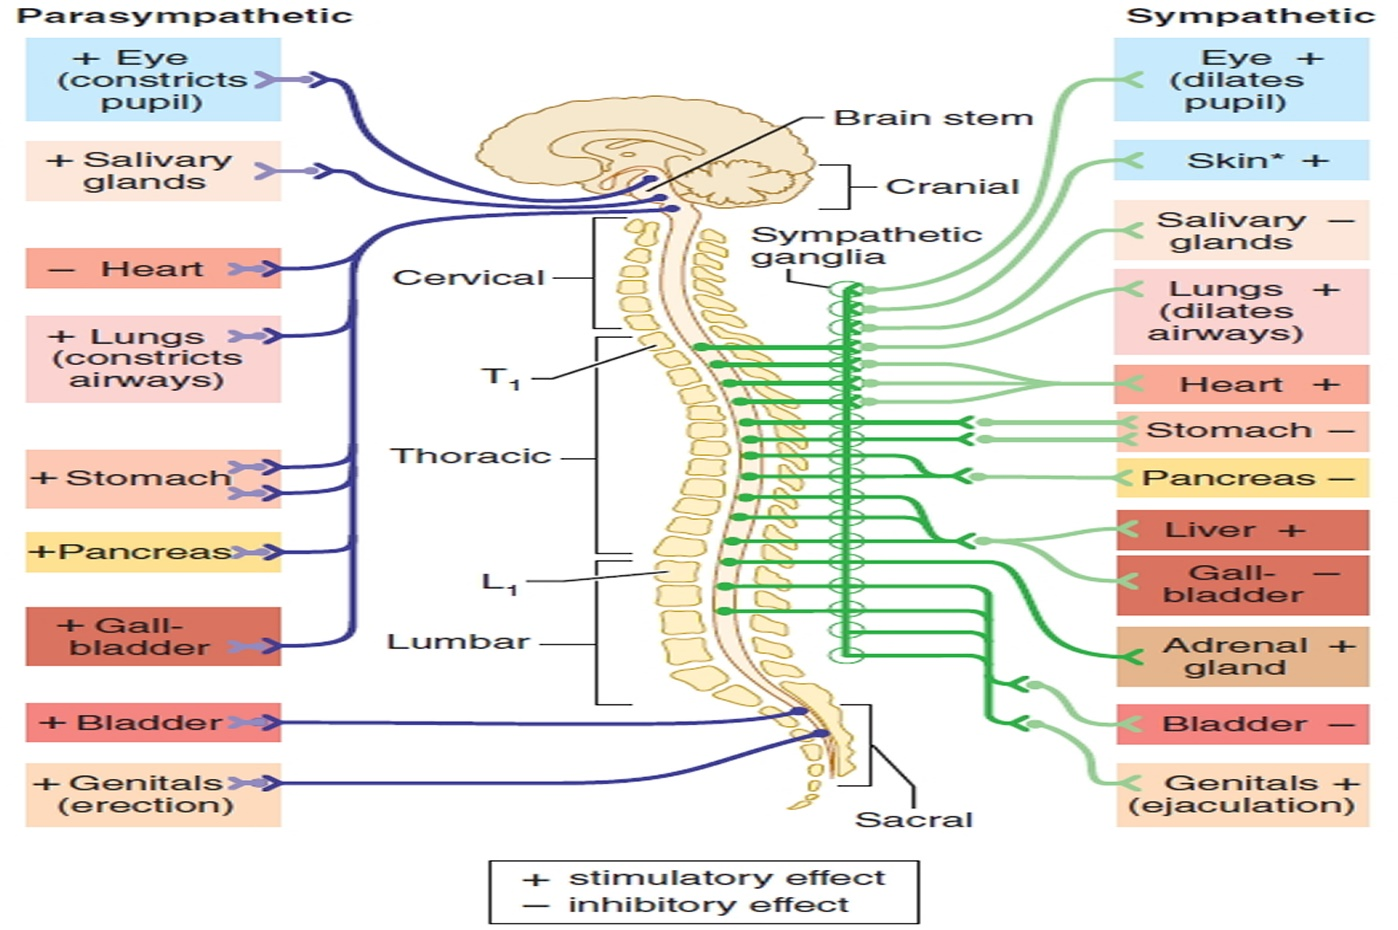 Parasympathetic
Sympathetic
+ Eye
(constricts
pupil)
+ Salivary
glands
− Heart
+ Lungs
(constricts
airways)
+ Stomach
+Pancreas
+ Gall-
bladder
+ Bladder
+ Genitals
(erection)
Brain stem
Cranial
Sympathetic
ganglia
Cervical
T1
Thoracic
L1
Lumbar
Sacral
Eye +
(dilates
pupil)
Skin* +
Salivary −
glands
Lungs +
(dilates
airways)
Heart +
Stomach −
Pancreas −
Liver +
Gall- −
bladder
Adrenal +
gland
Bladder −
Genitals +
(ejaculation)
+ stimulatory effect
− inhibitory effect